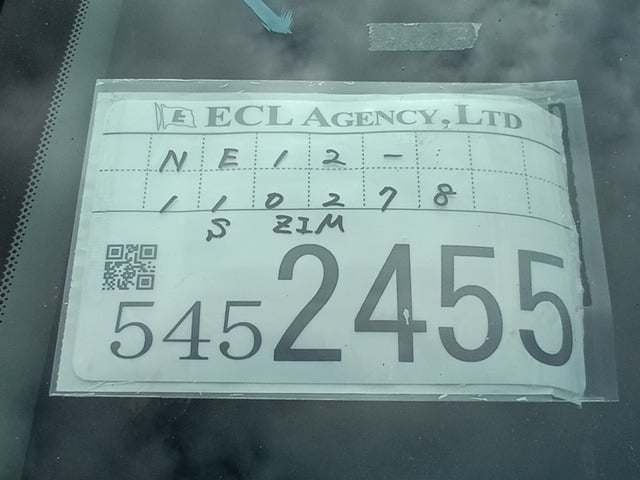 E ECL AGENCY, LTD
NE12-
110278
S ZIM
5452455